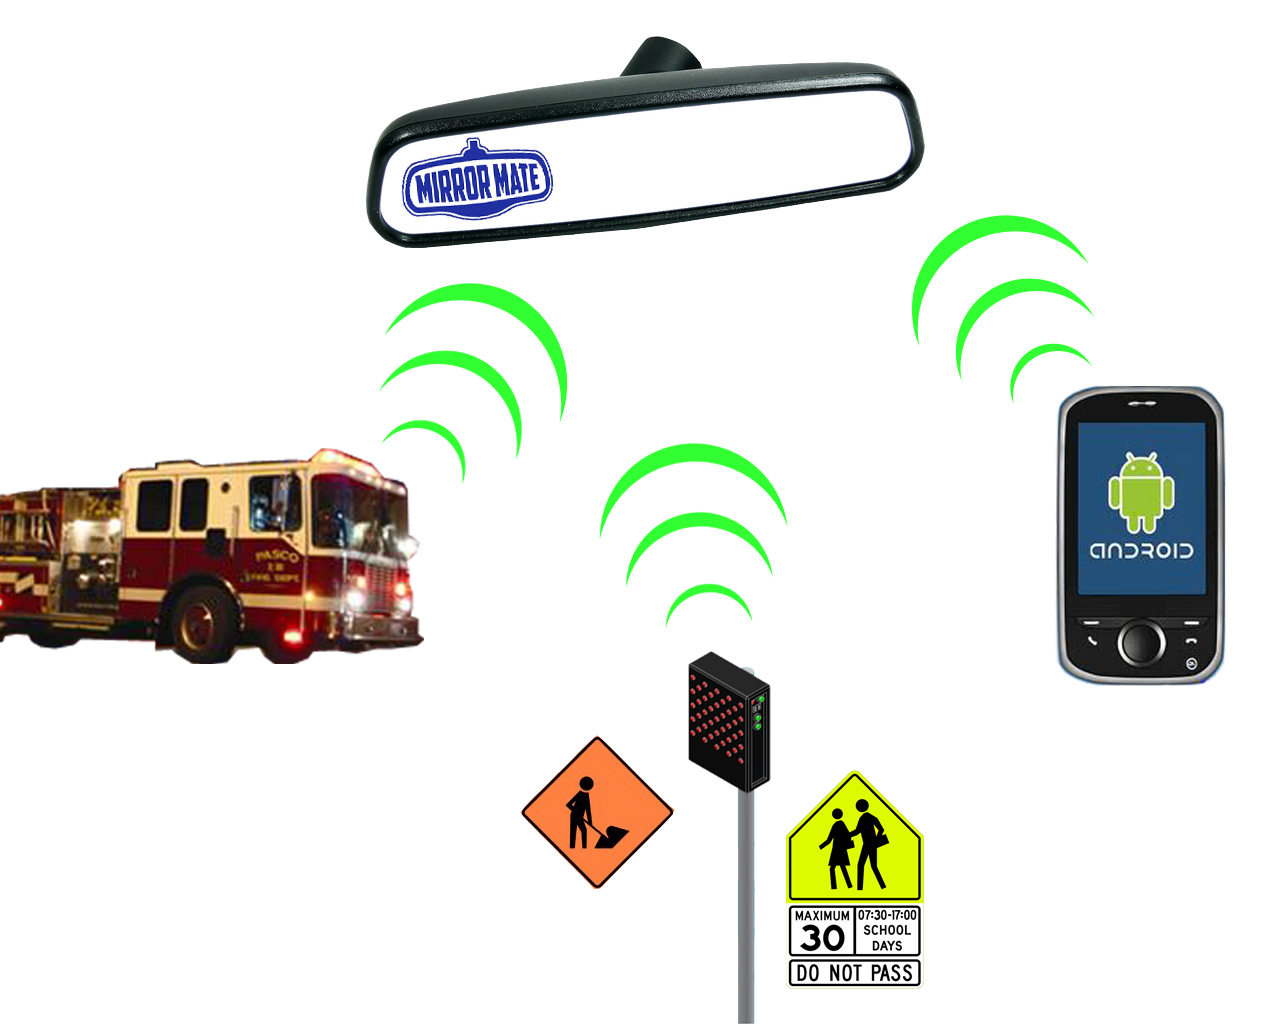 MIRROR MATE
PASCO
FIRE DEPT
ANDROID
MAXIMUM
30
07:30-17:00
SCHOOL
DAYS
DO NOT PASS